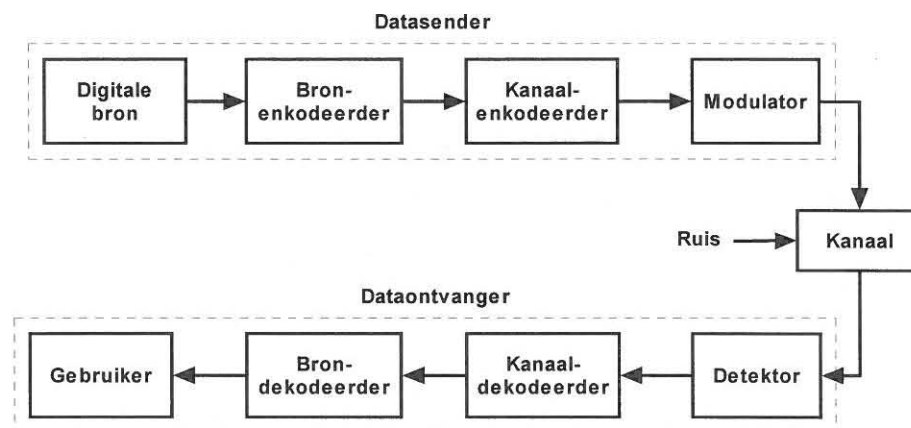 Datasender
Digitale
bron
Bron-
enkodeerder
Kanaal-
enkodeerder
Modulator
Ruis
Kanaal
Dataontvanger
Gebruiker
Bron-
dekodeerder
Kanaal-
dekodeerder
Detektor